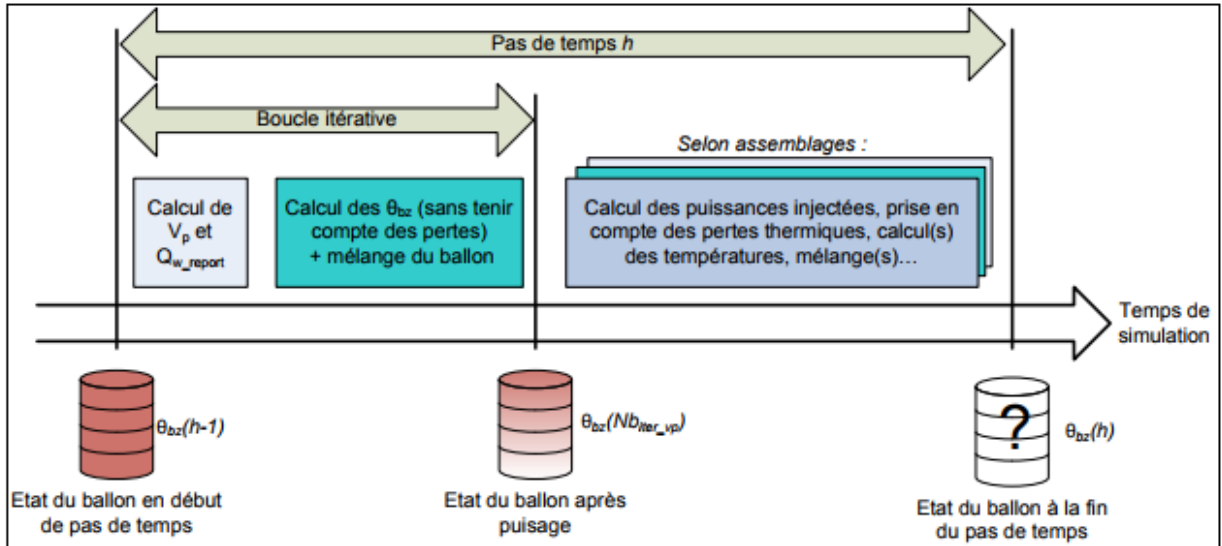 Pas de temps h
Boucle itérative
Selon assemblages :
Calcul de
Vp et
Qw_report
Calcul des θbz (sans tenir
compte des pertes)
+ mélange du ballon
Calcul des puissances injectées, prise en
compte des pertes thermiques, calcul(s)
des températures, mélange(s)…
Temps de
simulation
θbz(h-1)
θbz(Nbiter_vp)
?
θbz(h)
Etat du ballon en début
de pas de temps
Etat du ballon après
puisage
Etat du ballon à la fin
du pas de temps